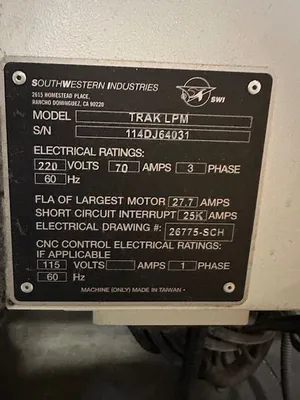 SOUTHWESTERN INDUSTRIES
2615 HOMESTEAD PLACE,
RANCHO DOMINGUEZ, CA 90220
SWI
MODEL TRAK LPM
S/N 114DJ64031
ELECTRICAL RATINGS:
220 VOLTS 70 AMPS 3 PHASE
60 Hz
FLA OF LARGEST MOTOR 27.7 AMPS
SHORT CIRCUIT INTERRUPT 25K AMPS
ELECTRICAL DRAWING #: 26775-SCH
CNC CONTROL ELECTRICAL RATINGS:
IF APPLICABLE
115 VOLTS AMPS 1 PHASE
60 Hz
MACHINE (ONLY) MADE IN TAIWAN